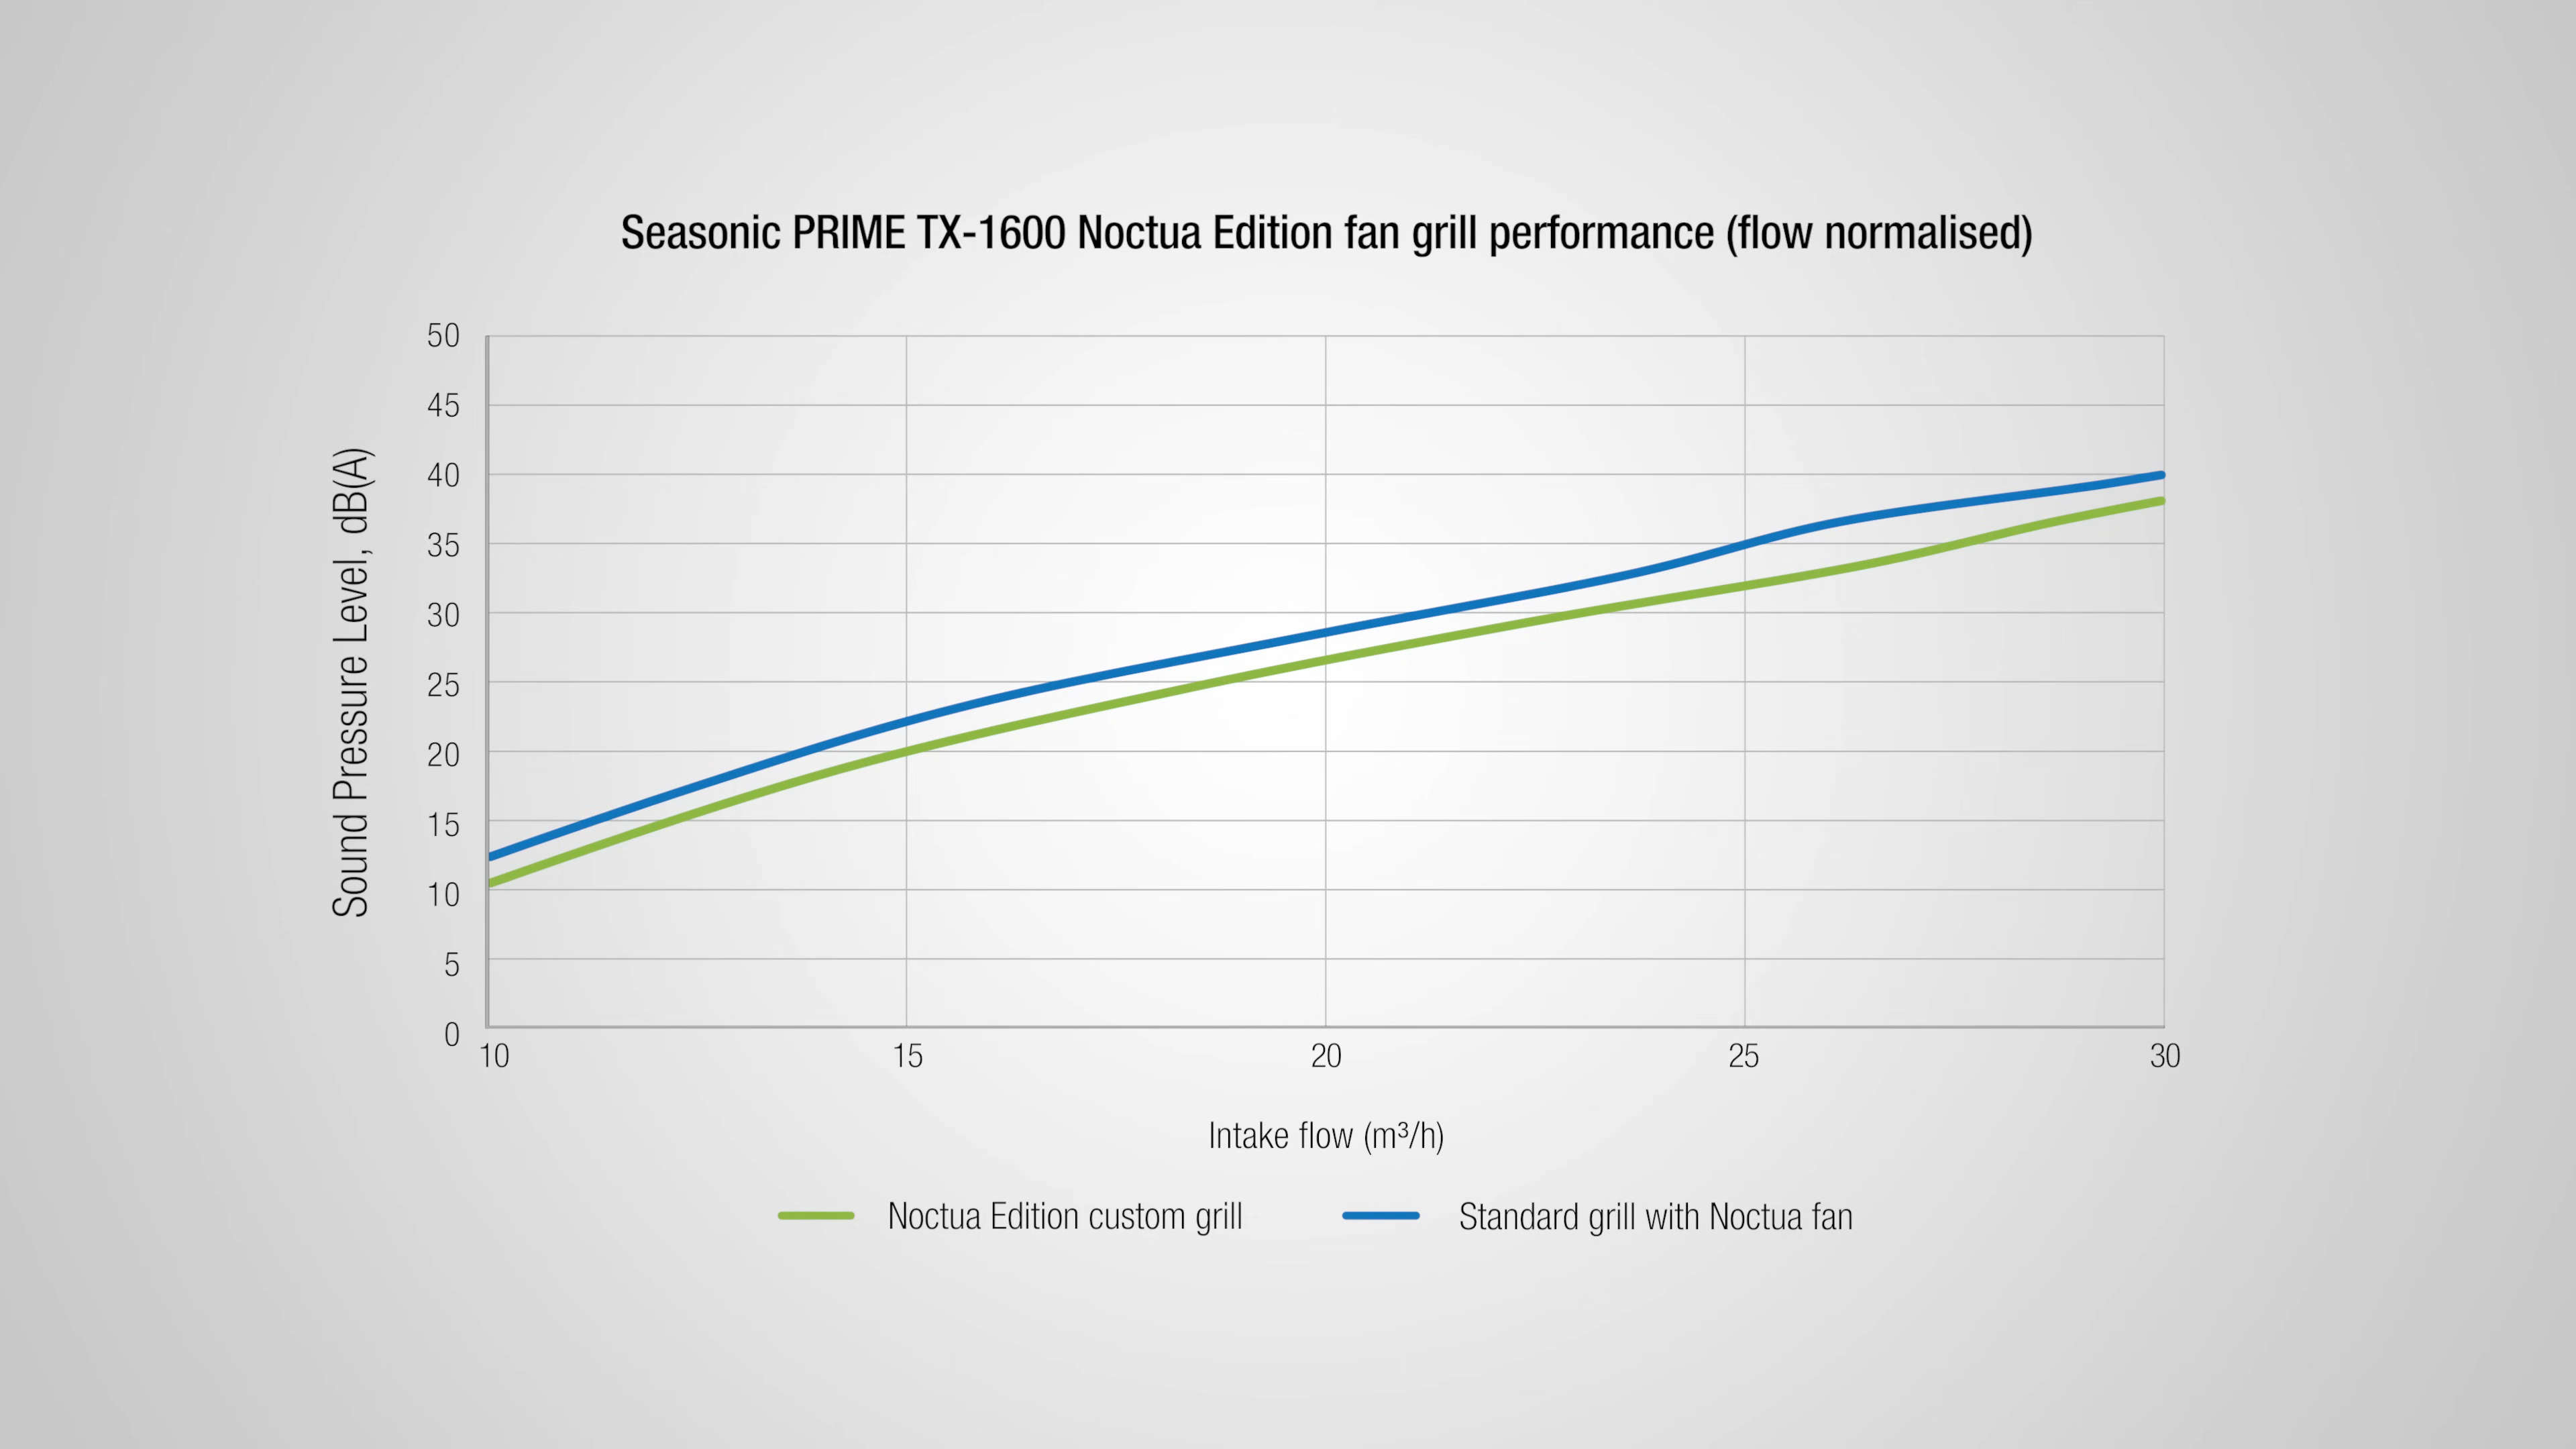 Seasonic PRIME TX-1600 Noctua Edition fan grill performance (flow normalised)
Sound Pressure Level, dB(A)
50
45
40
35
30
25
20
15
10
5
0
10 15 20 25 30
Intake flow (m³/h)
Noctua Edition custom grill Standard grill with Noctua fan